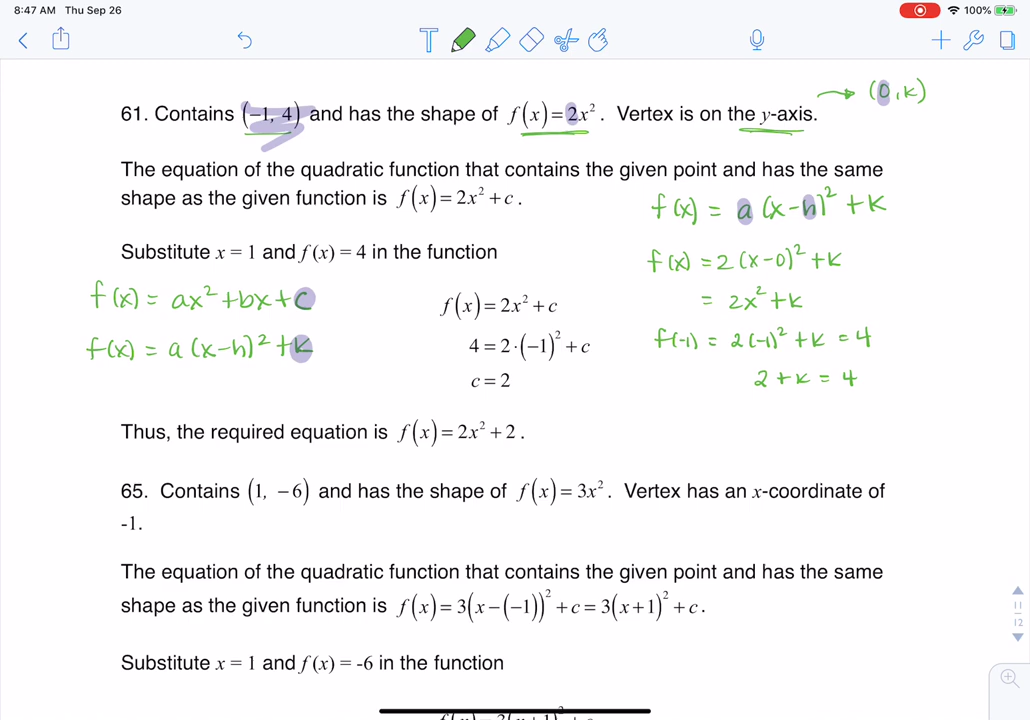 8:47 AM Thu Sep 26
100%
T
→ (0, k)
61. Contains (−1, 4) and has the shape of f(x) = 2x². Vertex is on the y-axis.
The equation of the quadratic function that contains the given point and has the same
shape as the given function is f(x) = 2x² + c.
f(x) = a(x-h)² + k
Substitute x = 1 and f(x) = 4 in the function
f(x) = 2(x-0)² + k
f(x) = ax² + bx + c
f(x) = 2x² + c
= 2x² + k
f(x) = a(x-h)² + k
4 = 2·(−1)² + c
f(-1) = 2(-1)² + k = 4
c = 2
2 + k = 4
Thus, the required equation is f(x) = 2x² + 2.
65. Contains (1, −6) and has the shape of f(x) = 3x². Vertex has an x-coordinate of
-1.
The equation of the quadratic function that contains the given point and has the same
shape as the given function is f(x) = 3(x−(−1))² + c = 3(x+1)² + c.
Substitute x = 1 and f(x) = -6 in the function
11
12